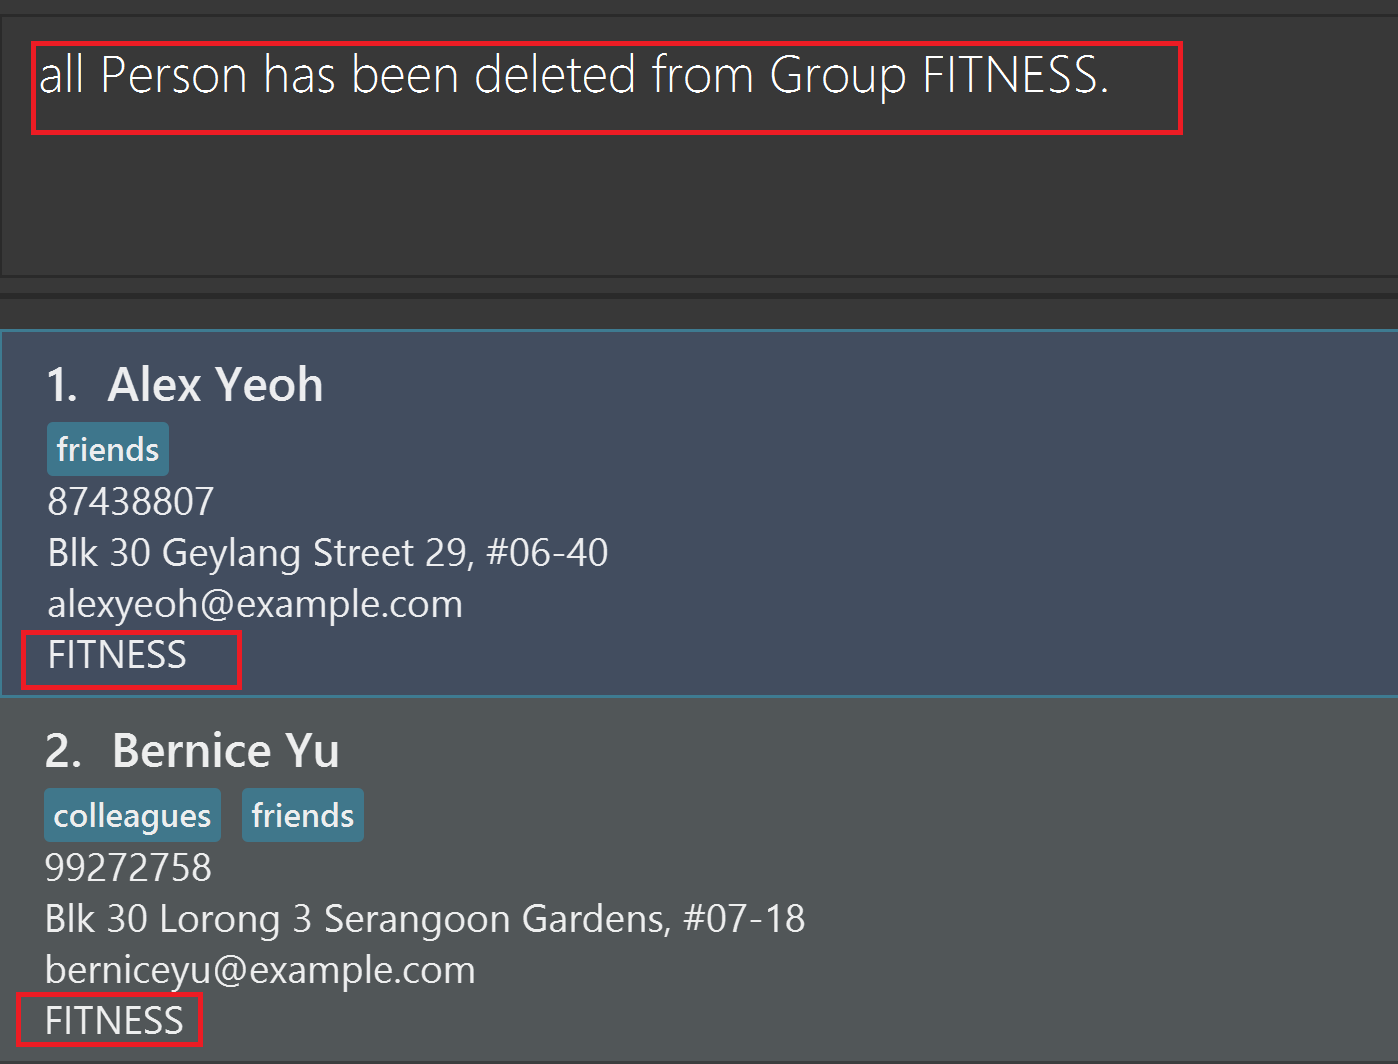 all Person has been deleted from Group FITNESS.
1. Alex Yeoh
friends
87438807
Blk 30 Geylang Street 29, #06-40
alexyeoh@example.com
FITNESS
2. Bernice Yu
colleagues friends
99272758
Blk 30 Lorong 3 Serangoon Gardens, #07-18
berniceyu@example.com
FITNESS